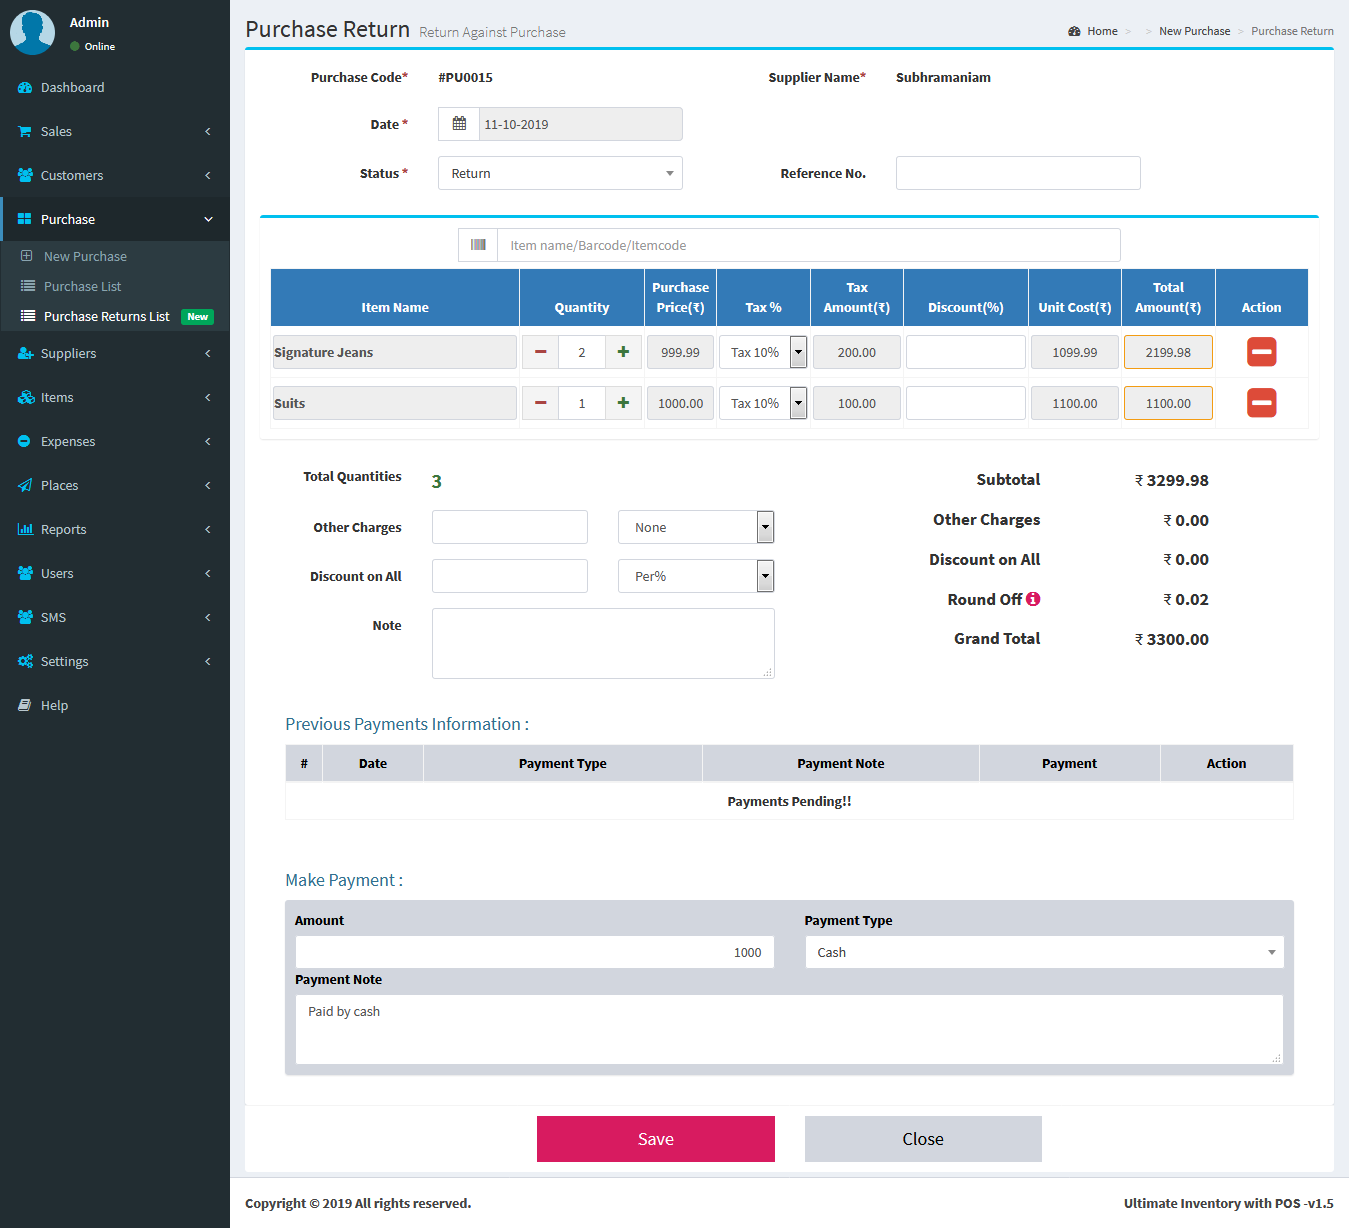 Admin
Online
Dashboard
Sales
Customers
Purchase
New Purchase
Purchase List
Purchase Returns List New
Suppliers
Items
Expenses
Places
Reports
Users
SMS
Settings
Help
Purchase Return Return Against Purchase
Home > > New Purchase > Purchase Return
Purchase Code* #PU0015 Supplier Name* Subhramaniam
Date * 11-10-2019
Status * Return Reference No.
Item name/Barcode/Itemcode
Item Name Quantity Purchase Price(₹) Tax % Tax Amount(₹) Discount(%) Unit Cost(₹) Total Amount(₹) Action
Signature Jeans 2 999.99 Tax 10% 200.00 1099.99 2199.98
Suits 1 1000.00 Tax 10% 100.00 1100.00 1100.00
Total Quantities 3
Other Charges None
Discount on All Per%
Note
Subtotal ₹ 3299.98
Other Charges ₹ 0.00
Discount on All ₹ 0.00
Round Off ₹ 0.02
Grand Total ₹ 3300.00
Previous Payments Information :
# Date Payment Type Payment Note Payment Action
Payments Pending!!
Make Payment :
Amount Payment Type
1000 Cash
Payment Note
Paid by cash
Save Close
Copyright © 2019 All rights reserved. Ultimate Inventory with POS -v1.5